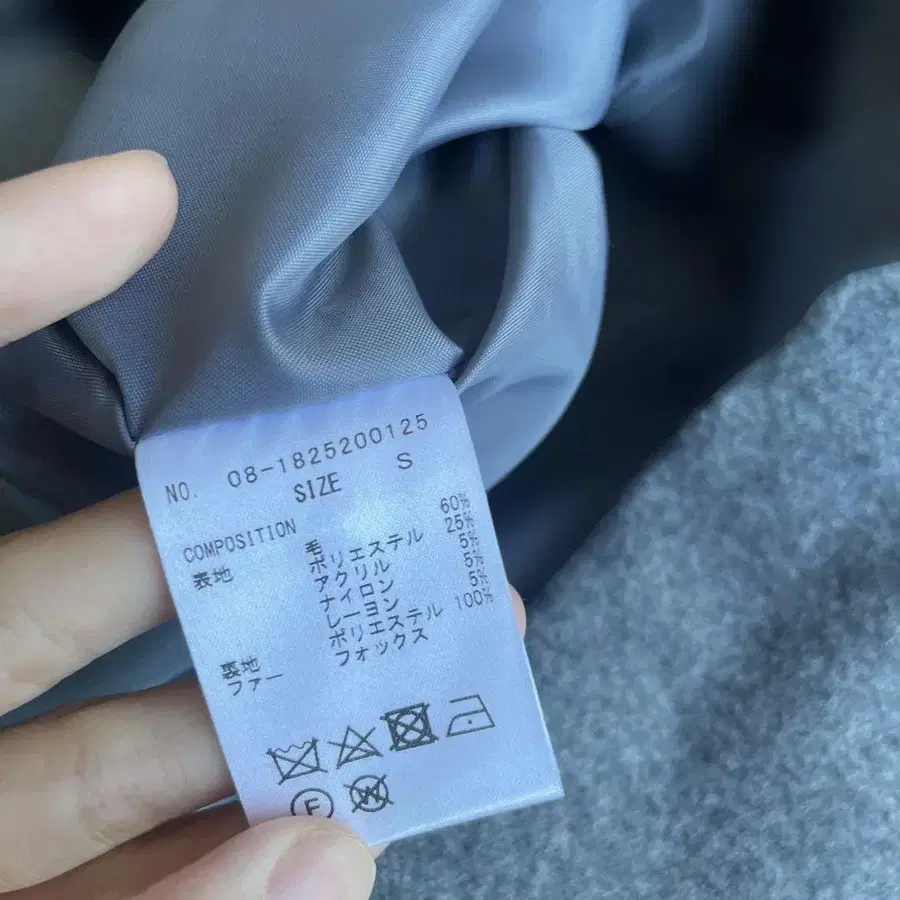 NO. 08-1825200125
SIZE S
COMPOSITION
表地 毛 60%
ポリエステル 25%
アクリル 5%
ナイロン 5%
レーヨン 5%
裏地 ポリエステル 100%
ファー フォックス
F
W